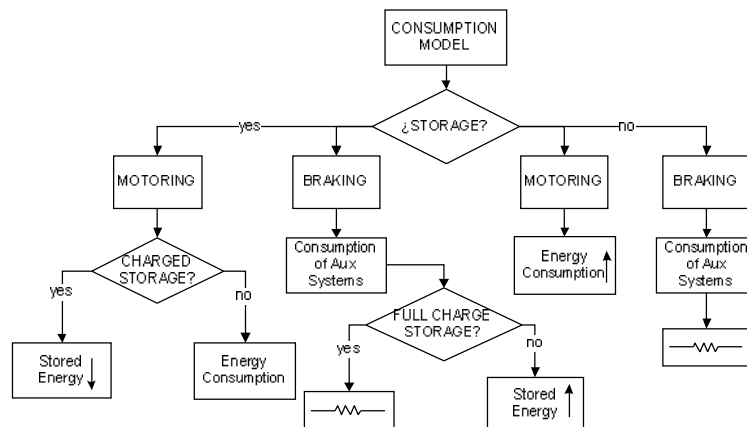 CONSUMPTION
MODEL
¿STORAGE?
yes
no
MOTORING
BRAKING
MOTORING
BRAKING
CHARGED
STORAGE?
Consumption
of Aux
Systems
Energy
Consumption
Consumption
of Aux
Systems
yes
no
FULL CHARGE
STORAGE?
yes
no
Stored
Energy
Energy
Consumption
Stored
Energy